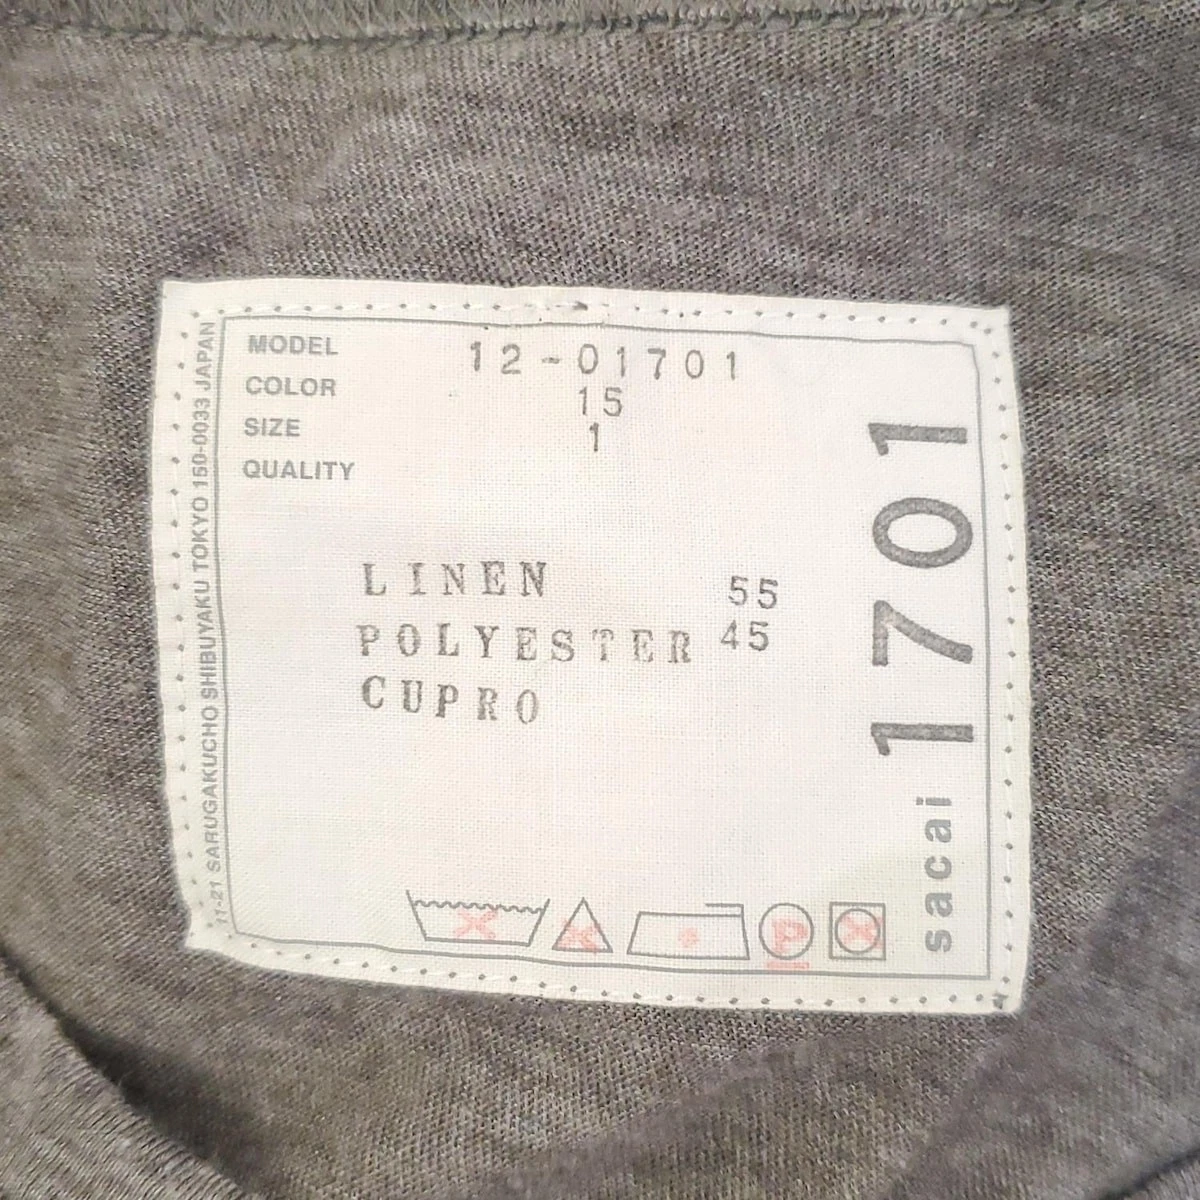 MODEL 12-01701
COLOR 15
SIZE 1
QUALITY
LINEN 55
POLYESTER 45
CUPRO
P
sacai 1701
11-21 SARUGAKUCHO SHIBUYAKU TOKYO 150-0033 JAPAN